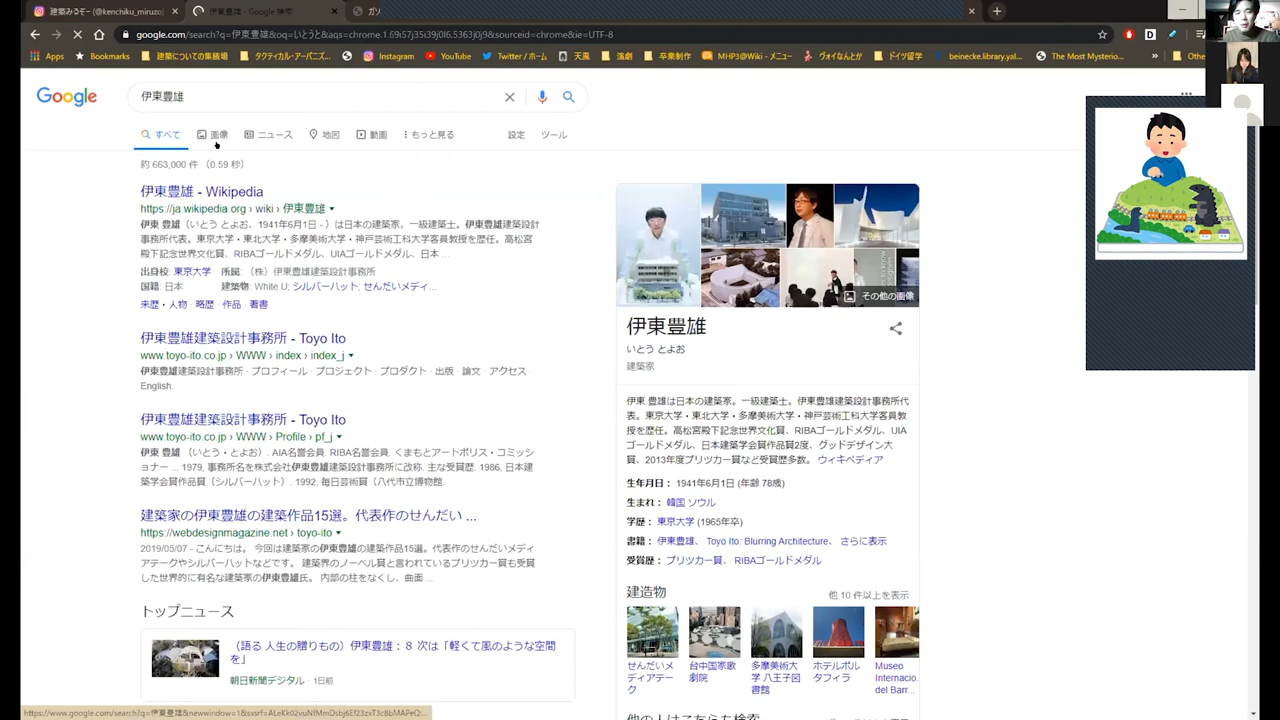 建築みるぞー(@kenchiku_miruzo)
伊東豊雄 - Google 検索
ガソ
google.com/search?q=伊東豊雄&oq=いとうと&aqs=chrome.1.69i57j35i39j0l6.5363j0j9&sourceid=chrome&ie=UTF-8
Apps
Bookmarks
建築についての集積場
タクティカル・アーバニズ...
Instagram
YouTube
Twitter/ホーム
天鳳
演劇
卒業制作
MHP3@Wiki - メニュー
ヴォイなんとか
ドイツ留学
beinecke.library.yal...
The Most Mysterio...
»
Othe
Google
伊東豊雄
すべて
画像
ニュース
地図
動画
もっと見る
設定
ツール
約 663,000 件 （0.59 秒）
伊東豊雄 - Wikipedia
https://ja.wikipedia.org › wiki › 伊東豊雄
伊東 豊雄（いとう とよお、1941年6月1日 - ）は日本の建築家。一級建築士。伊東豊雄建築設計
事務所代表。東京大学・東北大学・多摩美術大学・神戸芸術工科大学客員教授を歴任。高松宮
殿下記念世界文化賞、RIBAゴールドメダル、UIAゴールドメダル、日本 ...
出身校: 東京大学 所属: （株）伊東豊雄建築設計事務所
国籍: 日本 建築物: White U; シルバーハット; せんだいメディ...
来歴・人物 · 略歴 · 作品 · 著書
伊東豊雄建築設計事務所 - Toyo Ito
www.toyo-ito.co.jp › WWW › index › index_j
伊東豊雄建築設計事務所 · プロフィール · プロジェクト · プロダクト · 出版 · 論文 · アクセス ·
English.
伊東豊雄建築設計事務所 - Toyo Ito
www.toyo-ito.co.jp › WWW › Profile › pf_j
伊東 豊雄（いとう・とよお）. AIA名誉会員. RIBA名誉会員. くまもとアートポリス・コミッシ
ョナー ... 1979, 事務所名を株式会社伊東豊雄建築設計事務所に改称. 主な受賞歴. 1986, 日本建
築学会作品賞（シルバーハット）. 1992, 毎日芸術賞（八代市立博物館.
建築家の伊東豊雄の建築作品15選。代表作のせんだい ...
https://webdesignmagazine.net › toyo-ito
2019/05/07 - こんにちは。 今回は建築家の伊東豊雄の建築作品15選。代表作のせんだいメディ
アテークやシルバーハットなどです。 建築界のノーベル賞と言われているプリツカー賞も受賞
した世界的に有名な建築家の伊東豊雄氏。 内部の柱をなくし、曲面 ...
トップニュース
（語る 人生の贈りもの）伊東豊雄：８ 次は「軽くて風のような空間
を」
朝日新聞デジタル · 1日前
その他の画像
伊東豊雄
いとう とよお
建築家
伊東 豊雄は日本の建築家。一級建築士。伊東豊雄建築設計事務所代
表。東京大学・東北大学・多摩美術大学・神戸芸術工科大学客員教
授を歴任。高松宮殿下記念世界文化賞、RIBAゴールドメダル、UIA
ゴールドメダル、日本建築学会賞作品賞2度、グッドデザイン大
賞、2013年度プリツカー賞など受賞歴多数。 ウィキペディア
生年月日: 1941年6月1日 (年齢 78歳)
生まれ: 韓国 ソウル
学歴: 東京大学 (1965年卒)
書籍: 伊東豊雄、 Toyo Ito: Blurring Architecture、 さらに表示
受賞歴: プリツカー賞、 RIBAゴールドメダル
建造物
他 10 件以上を表示
せんだいメ
ディアテー
ク
台中国家歌
劇院
多摩美術大
学 八王子図
書館
ホテルポル
タフィラ
Museo
Internacio.
del Barr...